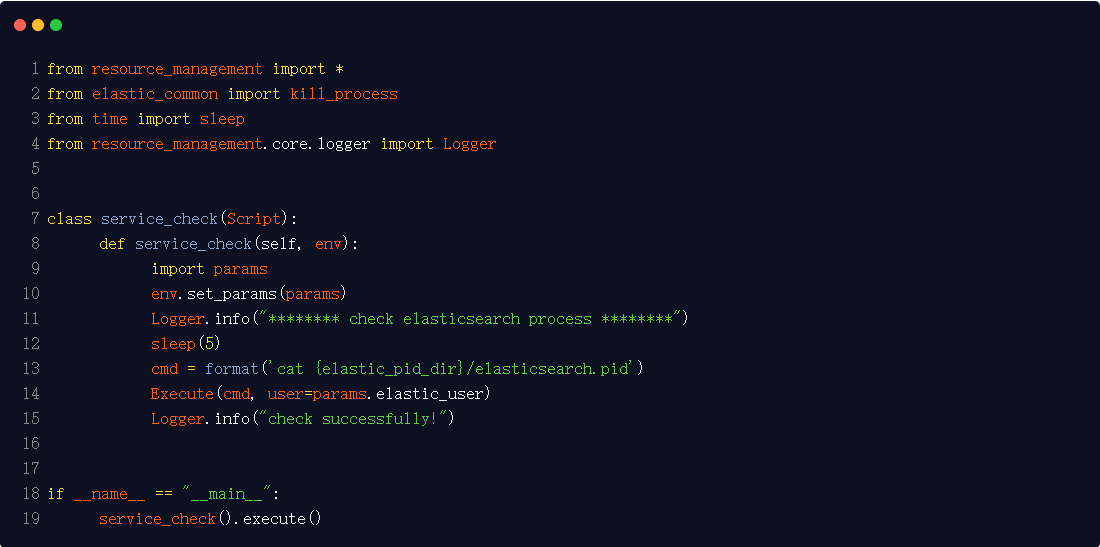 1 from resource_management import *
2 from elastic_common import kill_process
3 from time import sleep
4 from resource_management.core.logger import Logger
5
6
7 class service_check(Script):
8       def service_check(self, env):
9             import params
10            env.set_params(params)
11            Logger.info("******** check elasticsearch process ********")
12            sleep(5)
13            cmd = format('cat {elastic_pid_dir}/elasticsearch.pid')
14            Execute(cmd, user=params.elastic_user)
15            Logger.info("check successfully!")
16
17
18 if __name__ == "__main__":
19      service_check().execute()